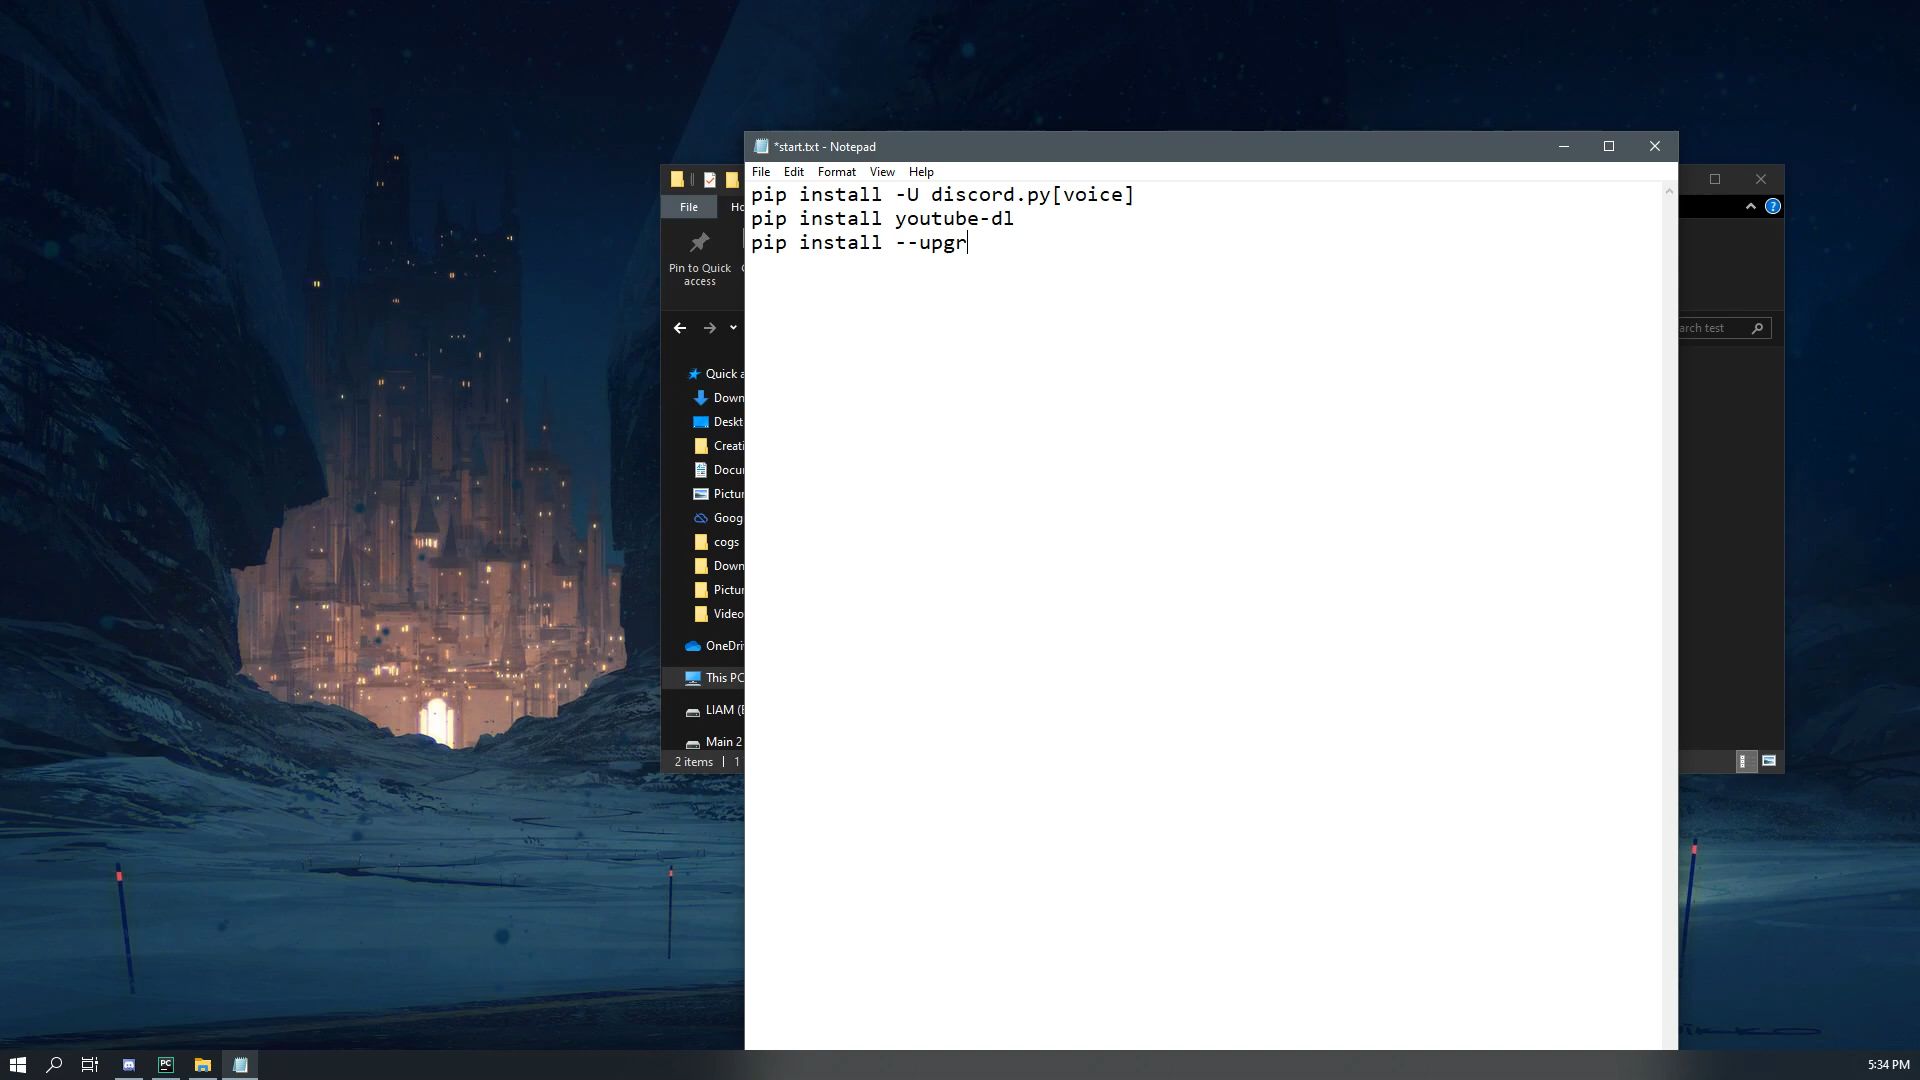 *start.txt - Notepad
File Edit Format View Help
pip install -U discord.py[voice]
pip install youtube-dl
pip install --upgr
File Ho
Pin to Quick
access
arch test
Quick a
Down
Deskt
Creati
Docu
Pictur
Goog
cogs
Down
Pictur
Video
OneDri
This PC
LIAM (
Main 2
2 items 1
PC
5:34 PM